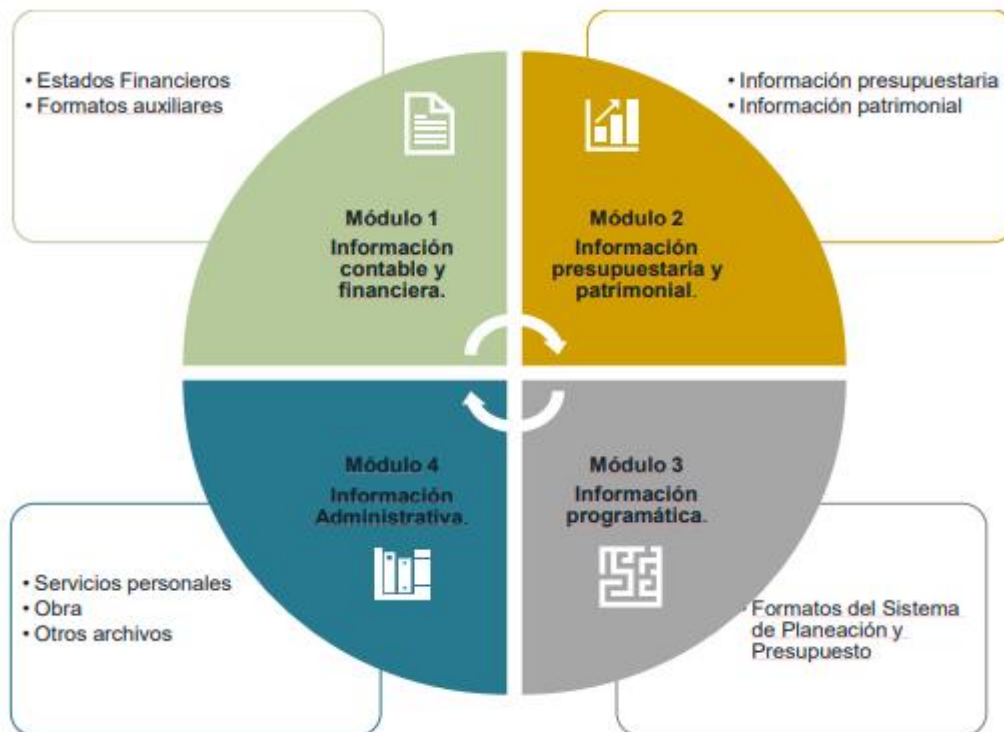 • Estados Financieros
• Formatos auxiliares
Módulo 1
Información
contable y
financiera.
• Información presupuestaria
• Información patrimonial
Módulo 2
Información
presupuestaria y
patrimonial.
Módulo 4
Información
Administrativa.
• Servicios personales
• Obra
• Otros archivos
Módulo 3
Información
programática.
• Formatos del Sistema
de Planeación y
Presupuesto